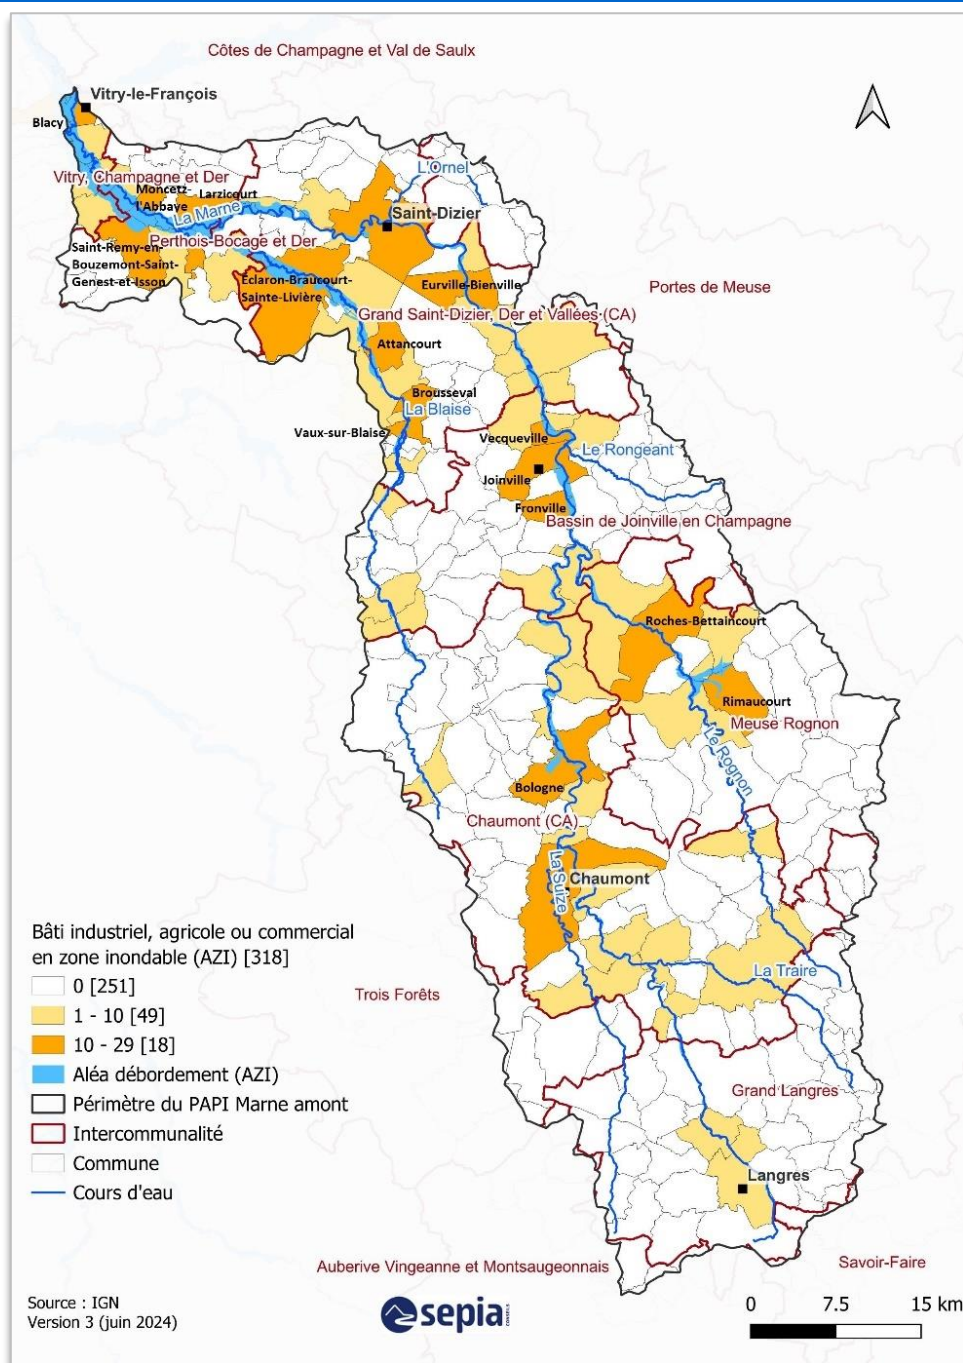 Côtes de Champagne et Val de Saulx
Vitry-le-François
Blacy
L'Ornel
Vitry, Champagne et Der
Moncetz-
l'Abbaye
Larzicourt
La Marne
Saint-Dizier
Perthois-Bocage et Der
Saint-Remy-en-
Bouzemont-Saint-
Genest-et-Isson
Éclaron-Braucourt-
Sainte-Livière
Eurville-Bienville
Portes de Meuse
Grand Saint-Dizier, Der et Vallées (CA)
Attancourt
Brousseval
La Blaise
Vaux-sur-Blaise
Vecqueville
Le Rongeant
Joinville
Fronville
Bassin de Joinville en Champagne
Roches-Bettaincourt
Rimaucourt
Meuse Rognon
Le Rognon
Bologne
Chaumont (CA)
La Suize
Chaumont
La Traire
Trois Forêts
Grand Langres
Langres
Auberive Vingeanne et Montsaugeonnais
Savoir-Faire
Bâti industriel, agricole ou commercial
en zone inondable (AZI) [318]
0 [251]
1 - 10 [49]
10 - 29 [18]
Aléa débordement (AZI)
Périmètre du PAPI Marne amont
Intercommunalité
Commune
Cours d'eau
Source : IGN
Version 3 (juin 2024)
sepia
CONSEILS
0 7.5 15 km